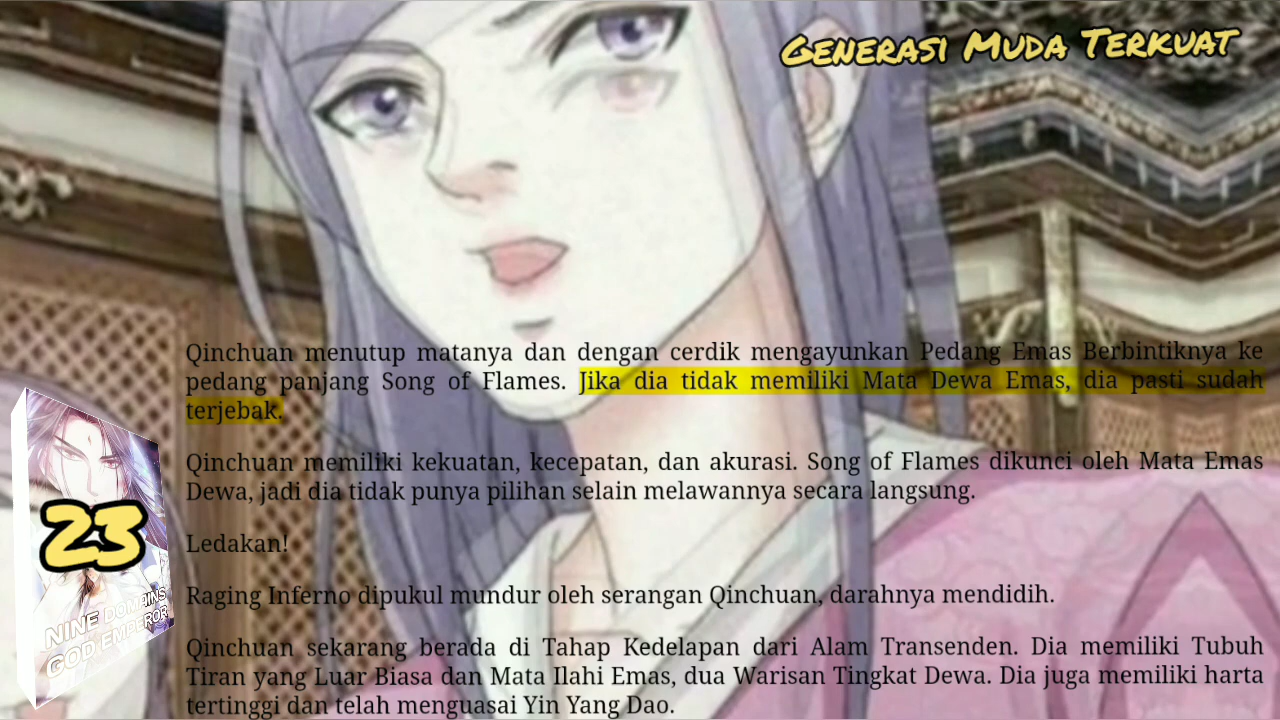 Generasi Muda Terkuat
Qinchuan menutup matanya dan dengan cerdik mengayunkan Pedang Emas Berbintiknya ke
pedang panjang Song of Flames. Jika dia tidak memiliki Mata Dewa Emas, dia pasti sudah
terjebak.
Qinchuan memiliki kekuatan, kecepatan, dan akurasi. Song of Flames dikunci oleh Mata Emas
Dewa, jadi dia tidak punya pilihan selain melawannya secara langsung.
Ledakan!
Raging Inferno dipukul mundur oleh serangan Qinchuan, darahnya mendidih.
Qinchuan sekarang berada di Tahap Kedelapan dari Alam Transenden. Dia memiliki Tubuh
Tiran yang Luar Biasa dan Mata Ilahi Emas, dua Warisan Tingkat Dewa. Dia juga memiliki harta
tertinggi dan telah menguasai Yin Yang Dao.
23
NINE DOMAINS
GOD EMPEROR